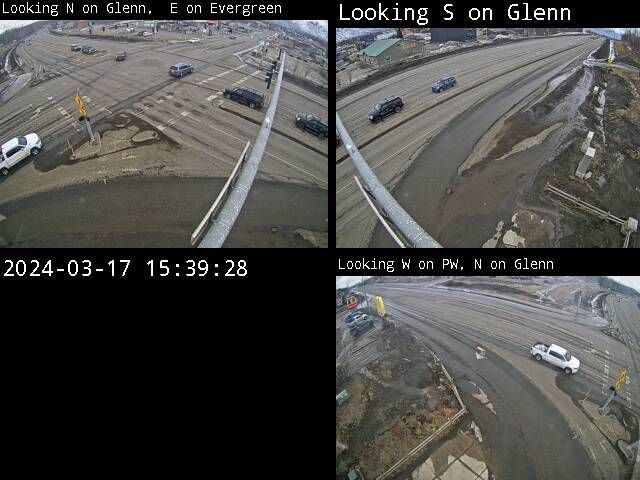 Looking N on Glenn,  E on Evergreen
Looking S on Glenn
2024-03-17 15:39:28
Looking W on PW, N on Glenn